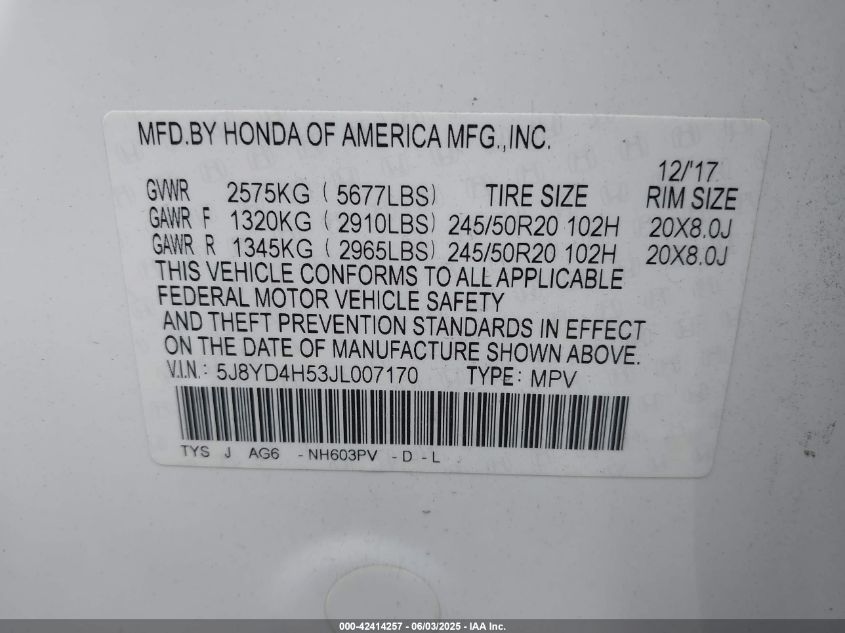 MFD.BY HONDA OF AMERICA MFG.,INC.
12/'17
GVWR 2575KG ( 5677LBS) TIRE SIZE RIM SIZE
GAWR F 1320KG ( 2910LBS) 245/50R20 102H 20X8.0J
GAWR R 1345KG ( 2965LBS) 245/50R20 102H 20X8.0J
THIS VEHICLE CONFORMS TO ALL APPLICABLE
FEDERAL MOTOR VEHICLE SAFETY
AND THEFT PREVENTION STANDARDS IN EFFECT
ON THE DATE OF MANUFACTURE SHOWN ABOVE.
V.I.N.: 5J8YD4H53JL007170 TYPE: MPV
TYS J AG6 -NH603PV -D -L
000-42414257 - 06/03/2025 - IAA Inc.